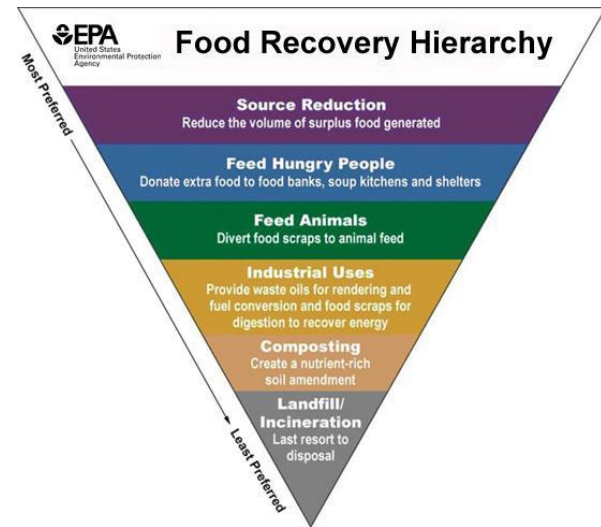 EPA
United States
Environmental Protection
Agency
Food Recovery Hierarchy
Most Preferred
Source Reduction
Reduce the volume of surplus food generated
Feed Hungry People
Donate extra food to food banks, soup kitchens and shelters
Feed Animals
Divert food scraps to animal feed
Industrial Uses
Provide waste oils for rendering and
fuel conversion and food scraps for
digestion to recover energy
Composting
Create a nutrient-rich
soil amendment
Landfill/
Incineration
Last resort to
disposal
Least Preferred